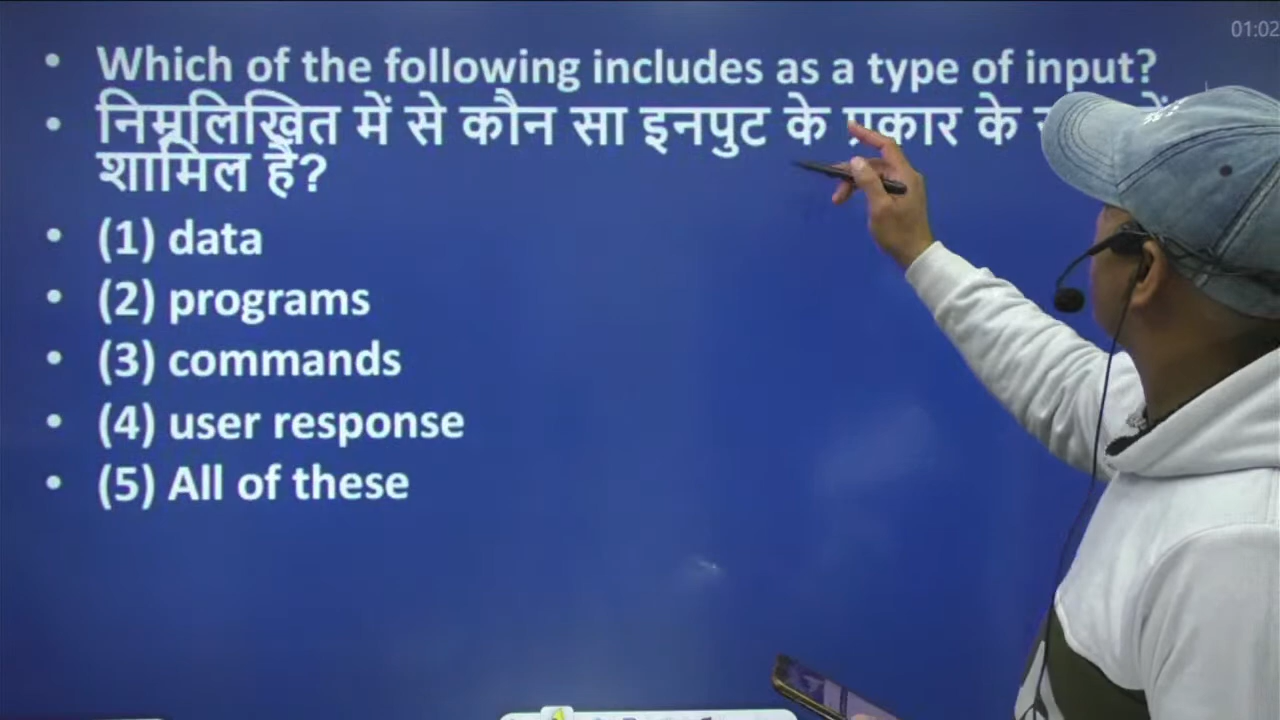 01:02
• Which of the following includes as a type of input?
• निम्नलिखित में से कौन सा इनपुट के प्रकार के
शामिल है?
• (1) data
• (2) programs
• (3) commands
• (4) user response
• (5) All of these